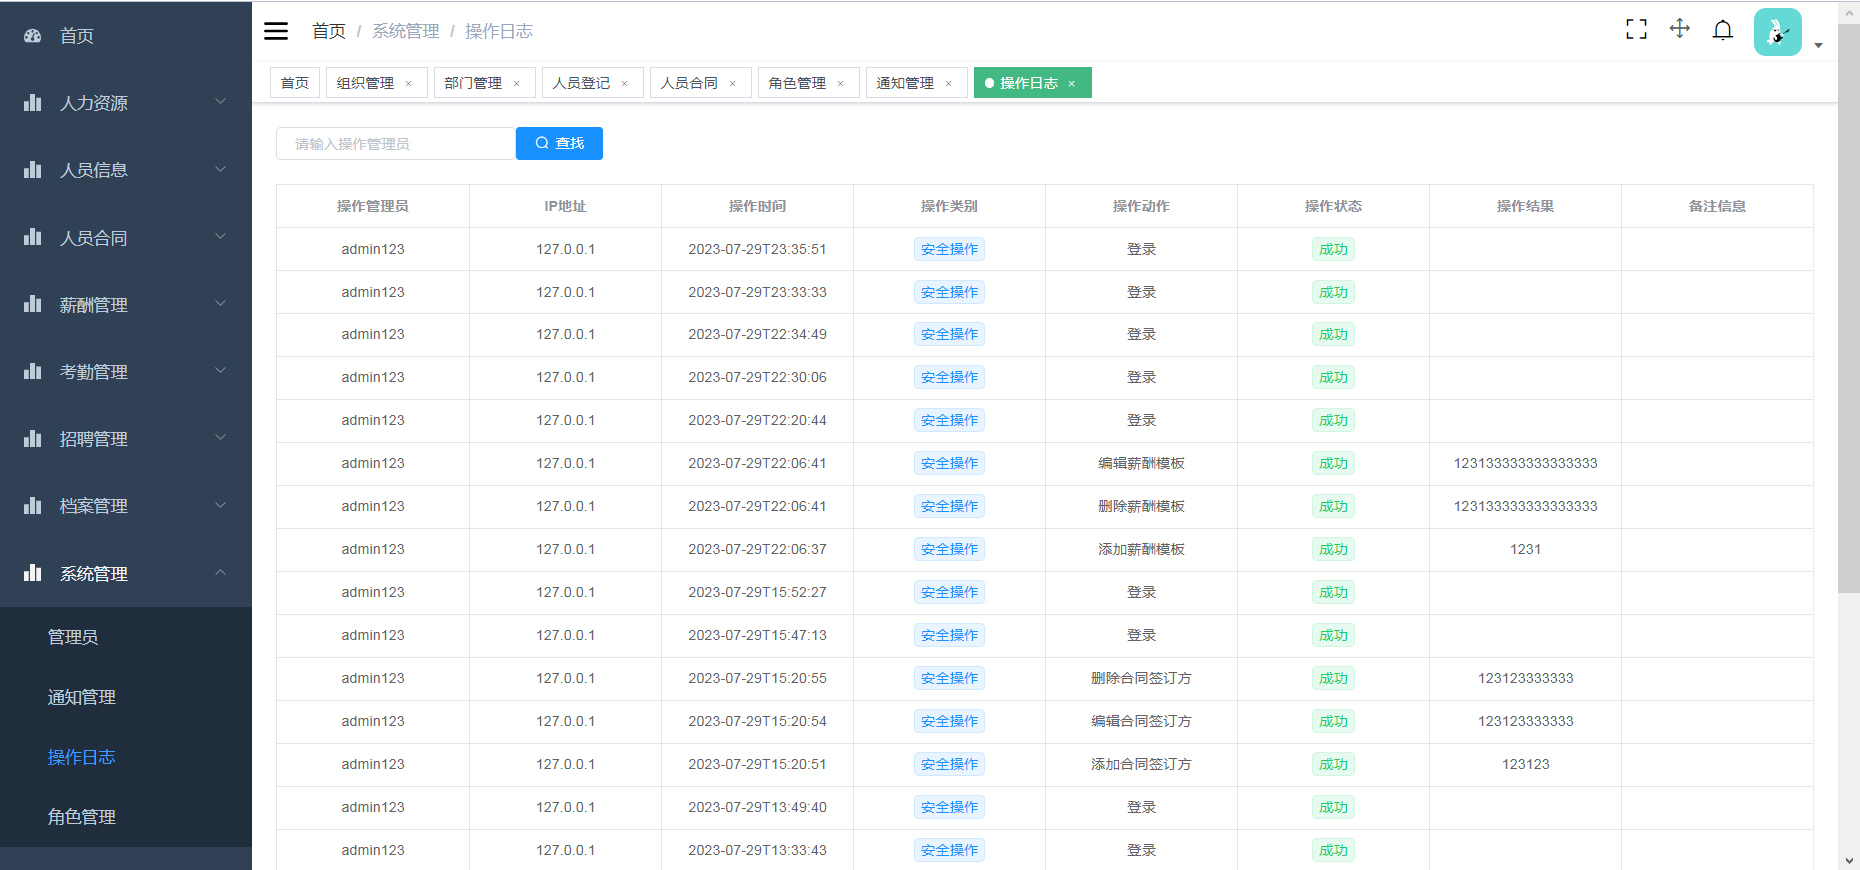 首页
人力资源
人员信息
人员合同
薪酬管理
考勤管理
招聘管理
档案管理
系统管理
管理员
通知管理
操作日志
角色管理
首页 / 系统管理 / 操作日志
首页 组织管理 × 部门管理 × 人员登记 × 人员合同 × 角色管理 × 通知管理 × 操作日志 ×
请输入操作管理员 查找
操作管理员 IP地址 操作时间 操作类别 操作动作 操作状态 操作结果 备注信息
admin123 127.0.0.1 2023-07-29T23:35:51 安全操作 登录 成功
admin123 127.0.0.1 2023-07-29T23:33:33 安全操作 登录 成功
admin123 127.0.0.1 2023-07-29T22:34:49 安全操作 登录 成功
admin123 127.0.0.1 2023-07-29T22:30:06 安全操作 登录 成功
admin123 127.0.0.1 2023-07-29T22:20:44 安全操作 登录 成功
admin123 127.0.0.1 2023-07-29T22:06:41 安全操作 编辑薪酬模板 成功 123133333333333333
admin123 127.0.0.1 2023-07-29T22:06:41 安全操作 删除薪酬模板 成功 123133333333333333
admin123 127.0.0.1 2023-07-29T22:06:37 安全操作 添加薪酬模板 成功 1231
admin123 127.0.0.1 2023-07-29T15:52:27 安全操作 登录 成功
admin123 127.0.0.1 2023-07-29T15:47:13 安全操作 登录 成功
admin123 127.0.0.1 2023-07-29T15:20:55 安全操作 删除合同签订方 成功 123123333333
admin123 127.0.0.1 2023-07-29T15:20:54 安全操作 编辑合同签订方 成功 123123333333
admin123 127.0.0.1 2023-07-29T15:20:51 安全操作 添加合同签订方 成功 123123
admin123 127.0.0.1 2023-07-29T13:49:40 安全操作 登录 成功
admin123 127.0.0.1 2023-07-29T13:33:43 安全操作 登录 成功